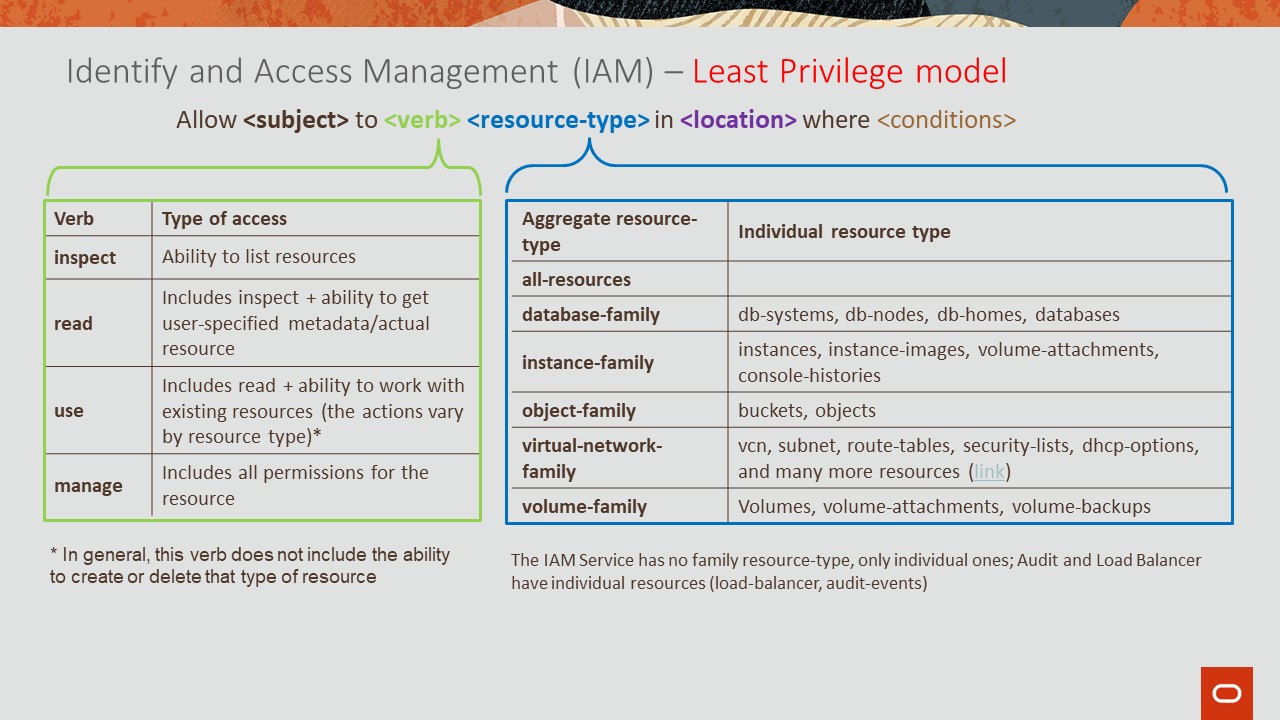 Identify and Access Management (IAM) – Least Privilege model
Allow <subject> to <verb> <resource-type> in <location> where <conditions>
Verb
Type of access
inspect
Ability to list resources
read
Includes inspect + ability to get
user-specified metadata/actual
resource
use
Includes read + ability to work with
existing resources (the actions vary
by resource type)*
manage
Includes all permissions for the
resource
* In general, this verb does not include the ability
to create or delete that type of resource
Aggregate resource-
type
Individual resource type
all-resources
database-family
db-systems, db-nodes, db-homes, databases
instance-family
instances, instance-images, volume-attachments,
console-histories
object-family
buckets, objects
virtual-network-
family
vcn, subnet, route-tables, security-lists, dhcp-options,
and many more resources (link)
volume-family
Volumes, volume-attachments, volume-backups
The IAM Service has no family resource-type, only individual ones; Audit and Load Balancer
have individual resources (load-balancer, audit-events)